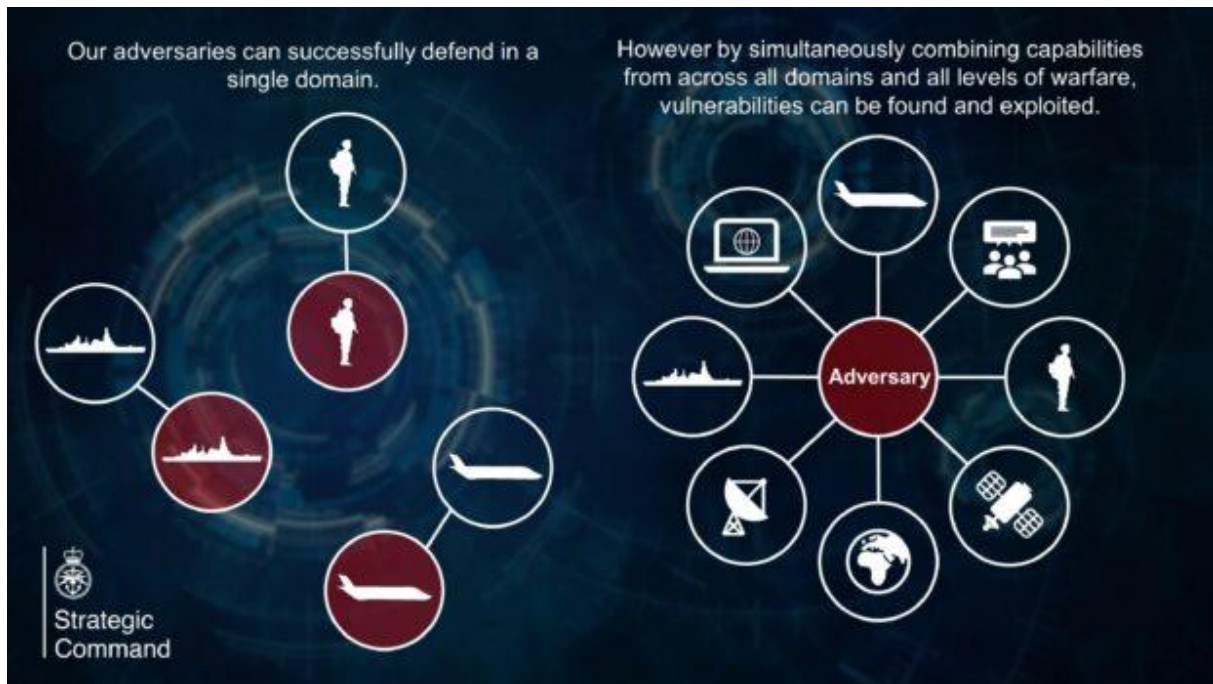 Our adversaries can successfully defend in a
single domain.
However by simultaneously combining capabilities
from across all domains and all levels of warfare,
vulnerabilities can be found and exploited.
Adversary
Strategic
Command